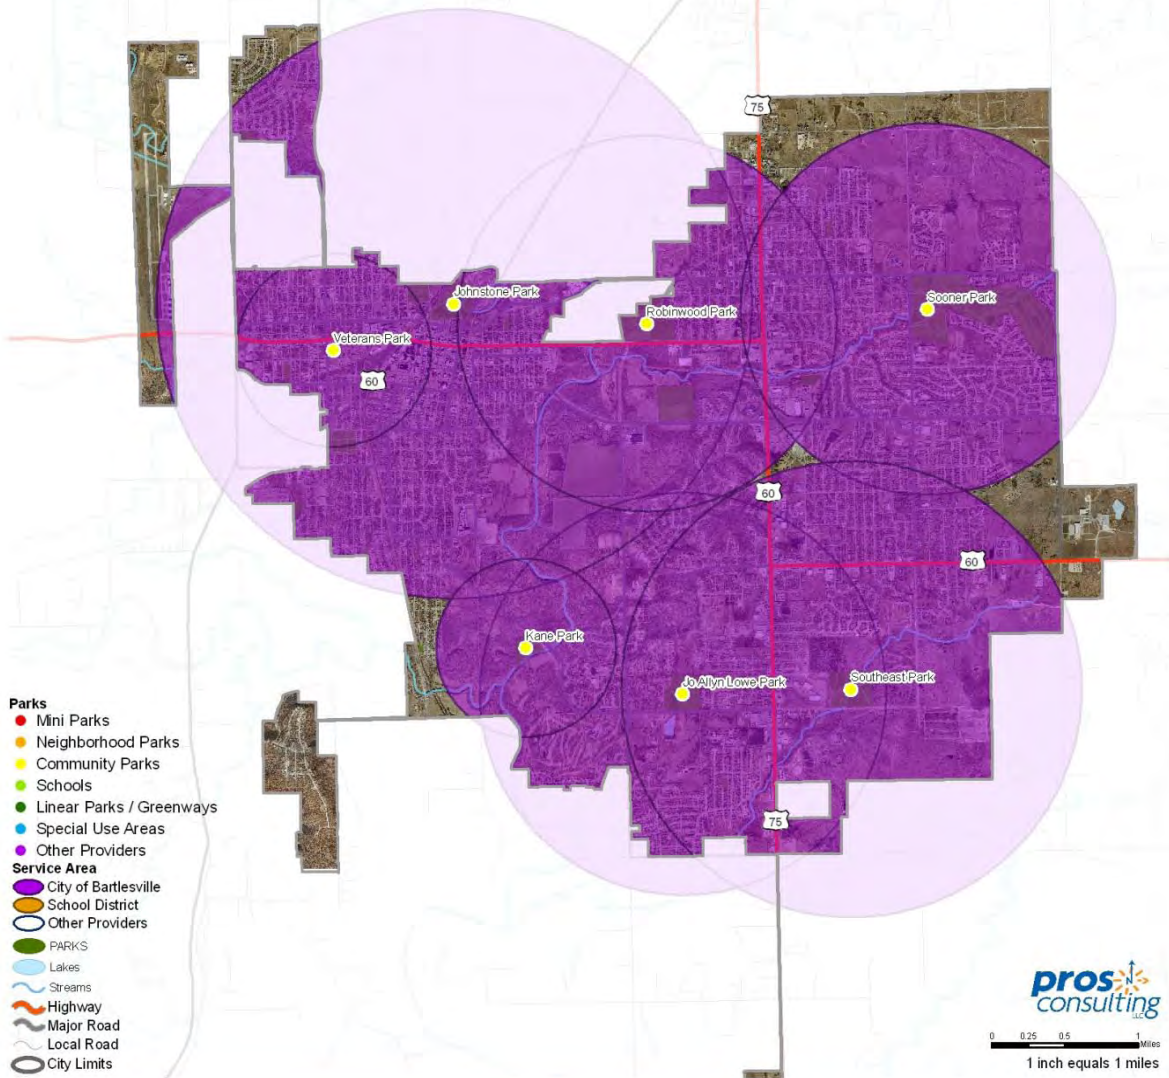 75
Johnstone Park
Sooner Park
Robinwood Park
Veterans Park
60
60
60
Kane Park
Jo Allyn Lowe Park
Southeast Park
75
Parks
Mini Parks
Neighborhood Parks
Community Parks
Schools
Linear Parks / Greenways
Special Use Areas
Other Providers
Service Area
City of Bartlesville
School District
Other Providers
PARKS
Lakes
Streams
Highway
Major Road
Local Road
City Limits
pros
consulting
LLC
N
0 0.25 0.5 1
Miles
1 inch equals 1 miles